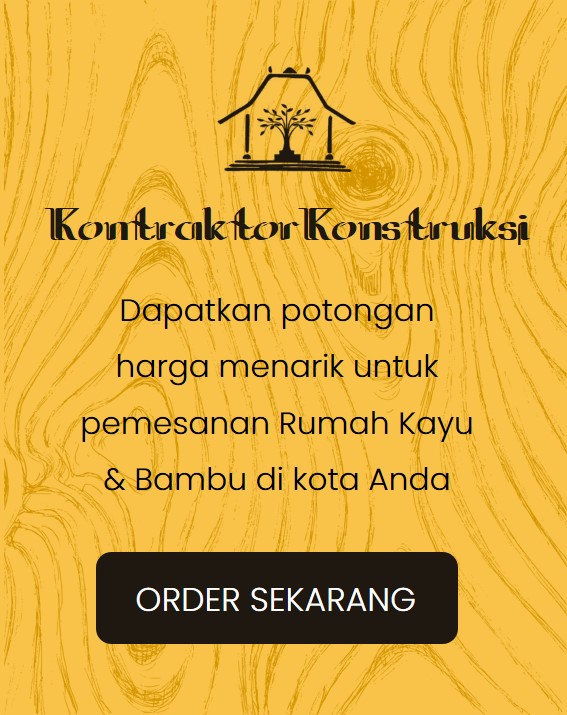 KontraktorKonstruksi
Dapatkan potongan
harga menarik untuk
pemesanan Rumah Kayu
& Bambu di kota Anda
ORDER SEKARANG